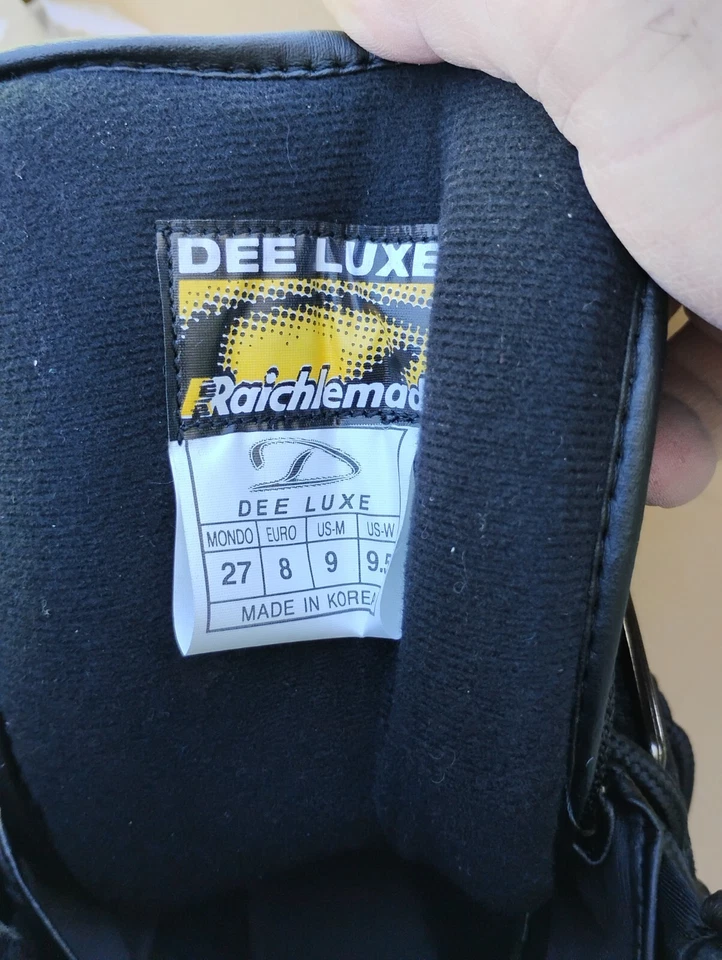 DEE LUXE
Raichlemad
DEE LUXE
MONDO EURO US-M US-W
27 8 9 9.5
MADE IN KOREA